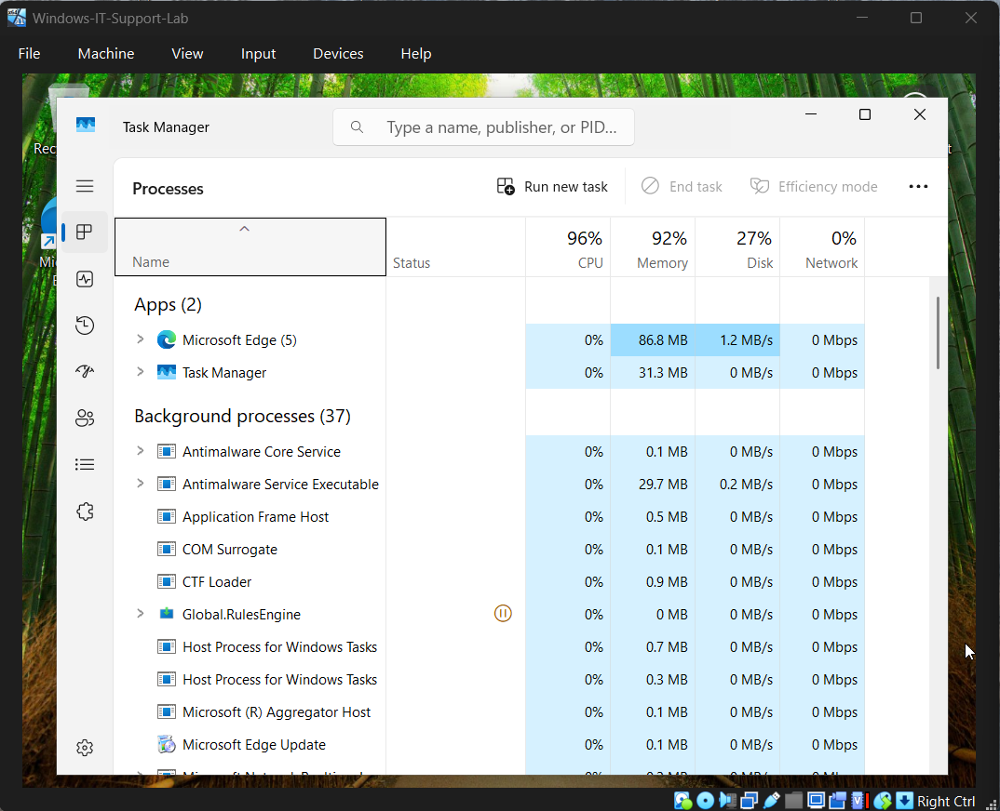 Windows-IT-Support-Lab
File Machine View Input Devices Help
Task Manager
Type a name, publisher, or PID...
Rec
t
Mi
E
Processes
Run new task
End task
Efficiency mode
96% 92% 27% 0%
Name Status CPU Memory Disk Network
Apps (2)
Microsoft Edge (5) 0% 86.8 MB 1.2 MB/s 0 Mbps
Task Manager 0% 31.3 MB 0 MB/s 0 Mbps
Background processes (37)
Antimalware Core Service 0% 0.1 MB 0 MB/s 0 Mbps
Antimalware Service Executable 0% 29.7 MB 0.2 MB/s 0 Mbps
Application Frame Host 0% 0.5 MB 0 MB/s 0 Mbps
COM Surrogate 0% 0.1 MB 0 MB/s 0 Mbps
CTF Loader 0% 0.9 MB 0 MB/s 0 Mbps
Global.RulesEngine 0% 0 MB 0 MB/s 0 Mbps
Host Process for Windows Tasks 0% 0.7 MB 0 MB/s 0 Mbps
Host Process for Windows Tasks 0% 0.3 MB 0 MB/s 0 Mbps
Microsoft (R) Aggregator Host 0% 0.1 MB 0 MB/s 0 Mbps
Microsoft Edge Update 0% 0.1 MB 0 MB/s 0 Mbps
Right Ctrl